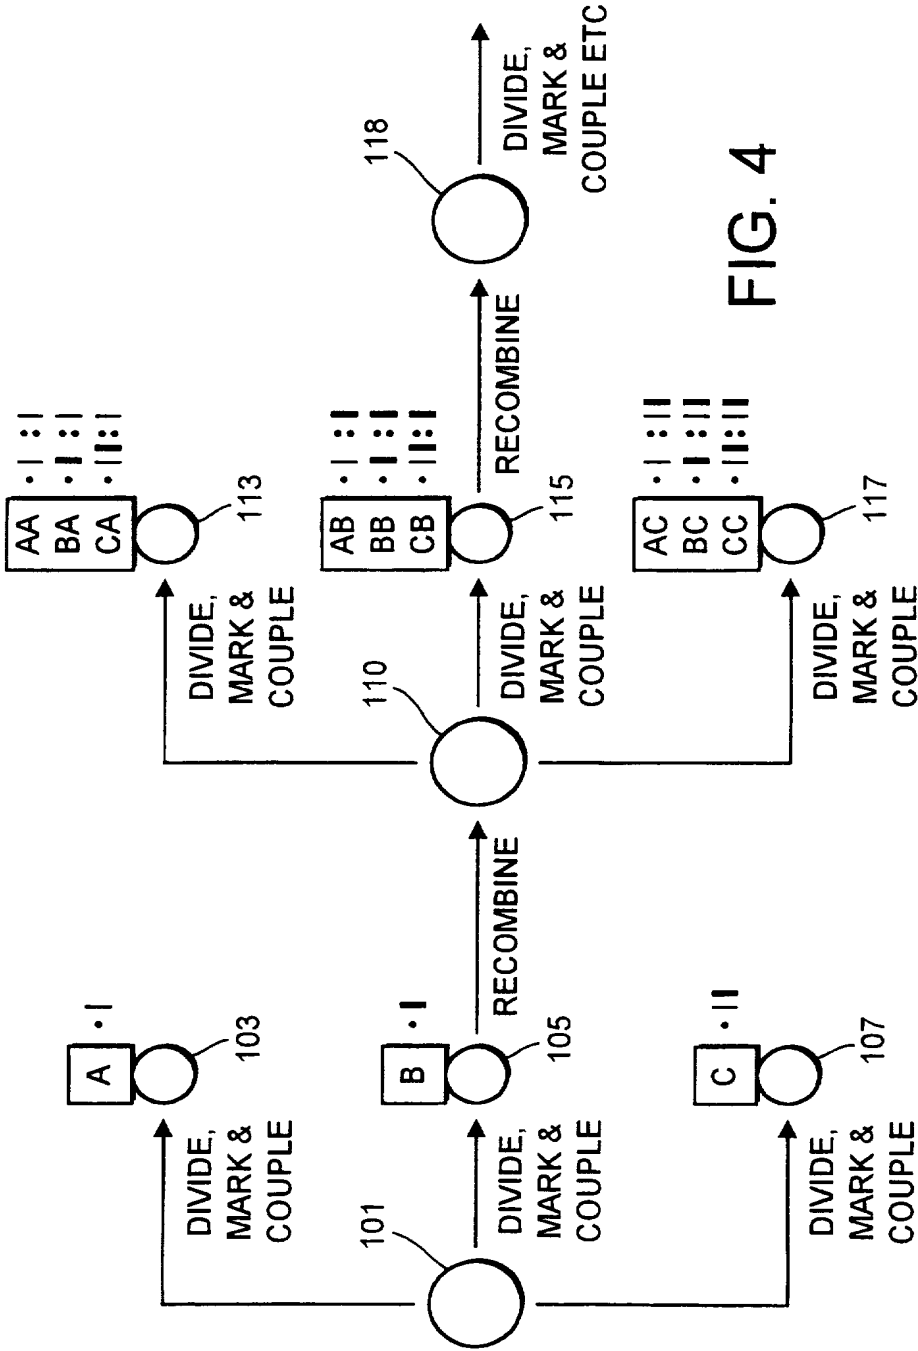 101
DIVIDE,
MARK &
COUPLE
A
103
DIVIDE,
MARK &
COUPLE
B
105
DIVIDE,
MARK &
COUPLE
C
107
RECOMBINE
110
DIVIDE,
MARK &
COUPLE
AA
BA
CA
113
DIVIDE,
MARK &
COUPLE
AB
BB
CB
115
DIVIDE,
MARK &
COUPLE
AC
BC
CC
117
RECOMBINE
118
DIVIDE,
MARK &
COUPLE ETC
FIG. 4